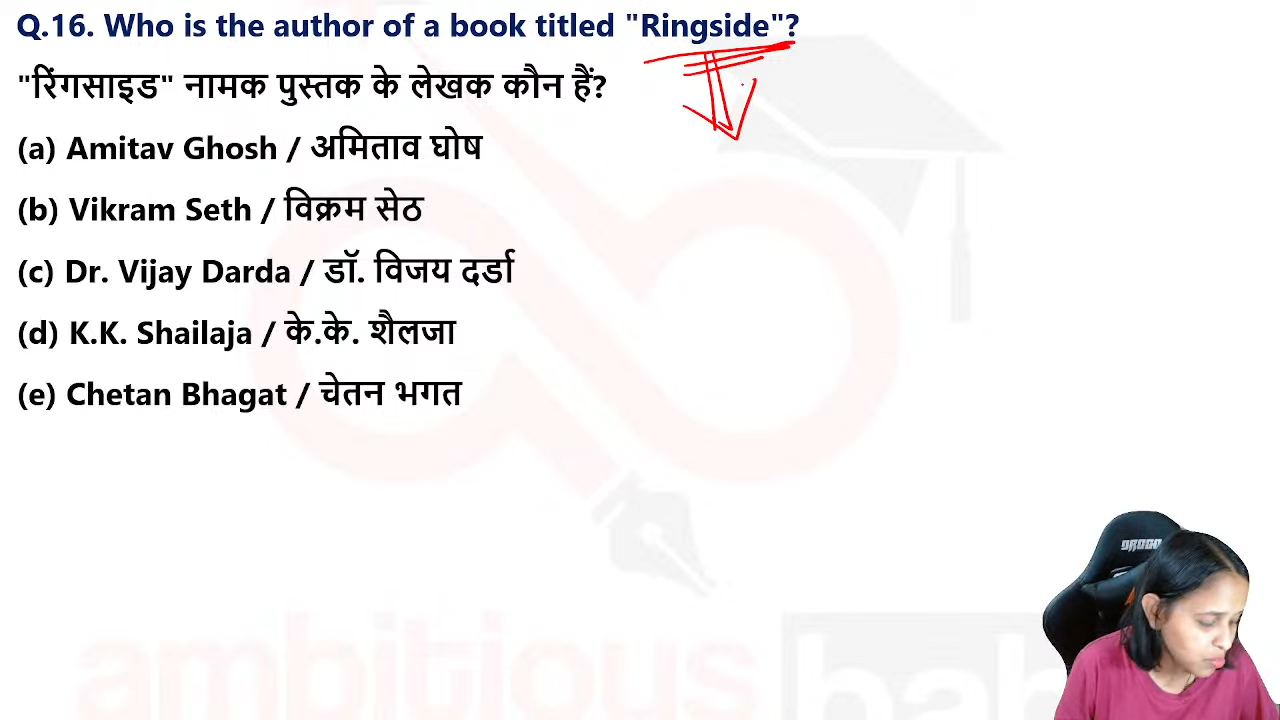 Q.16. Who is the author of a book titled "Ringside"?
"रिंगसाइड" नामक पुस्तक के लेखक कौन हैं?
(a) Amitav Ghosh / अमिताव घोष
(b) Vikram Seth / विक्रम सेठ
(c) Dr. Vijay Darda / डॉ. विजय दर्डा
(d) K.K. Shailaja / के.के. शैलजा
(e) Chetan Bhagat / चेतन भगत
ambitious